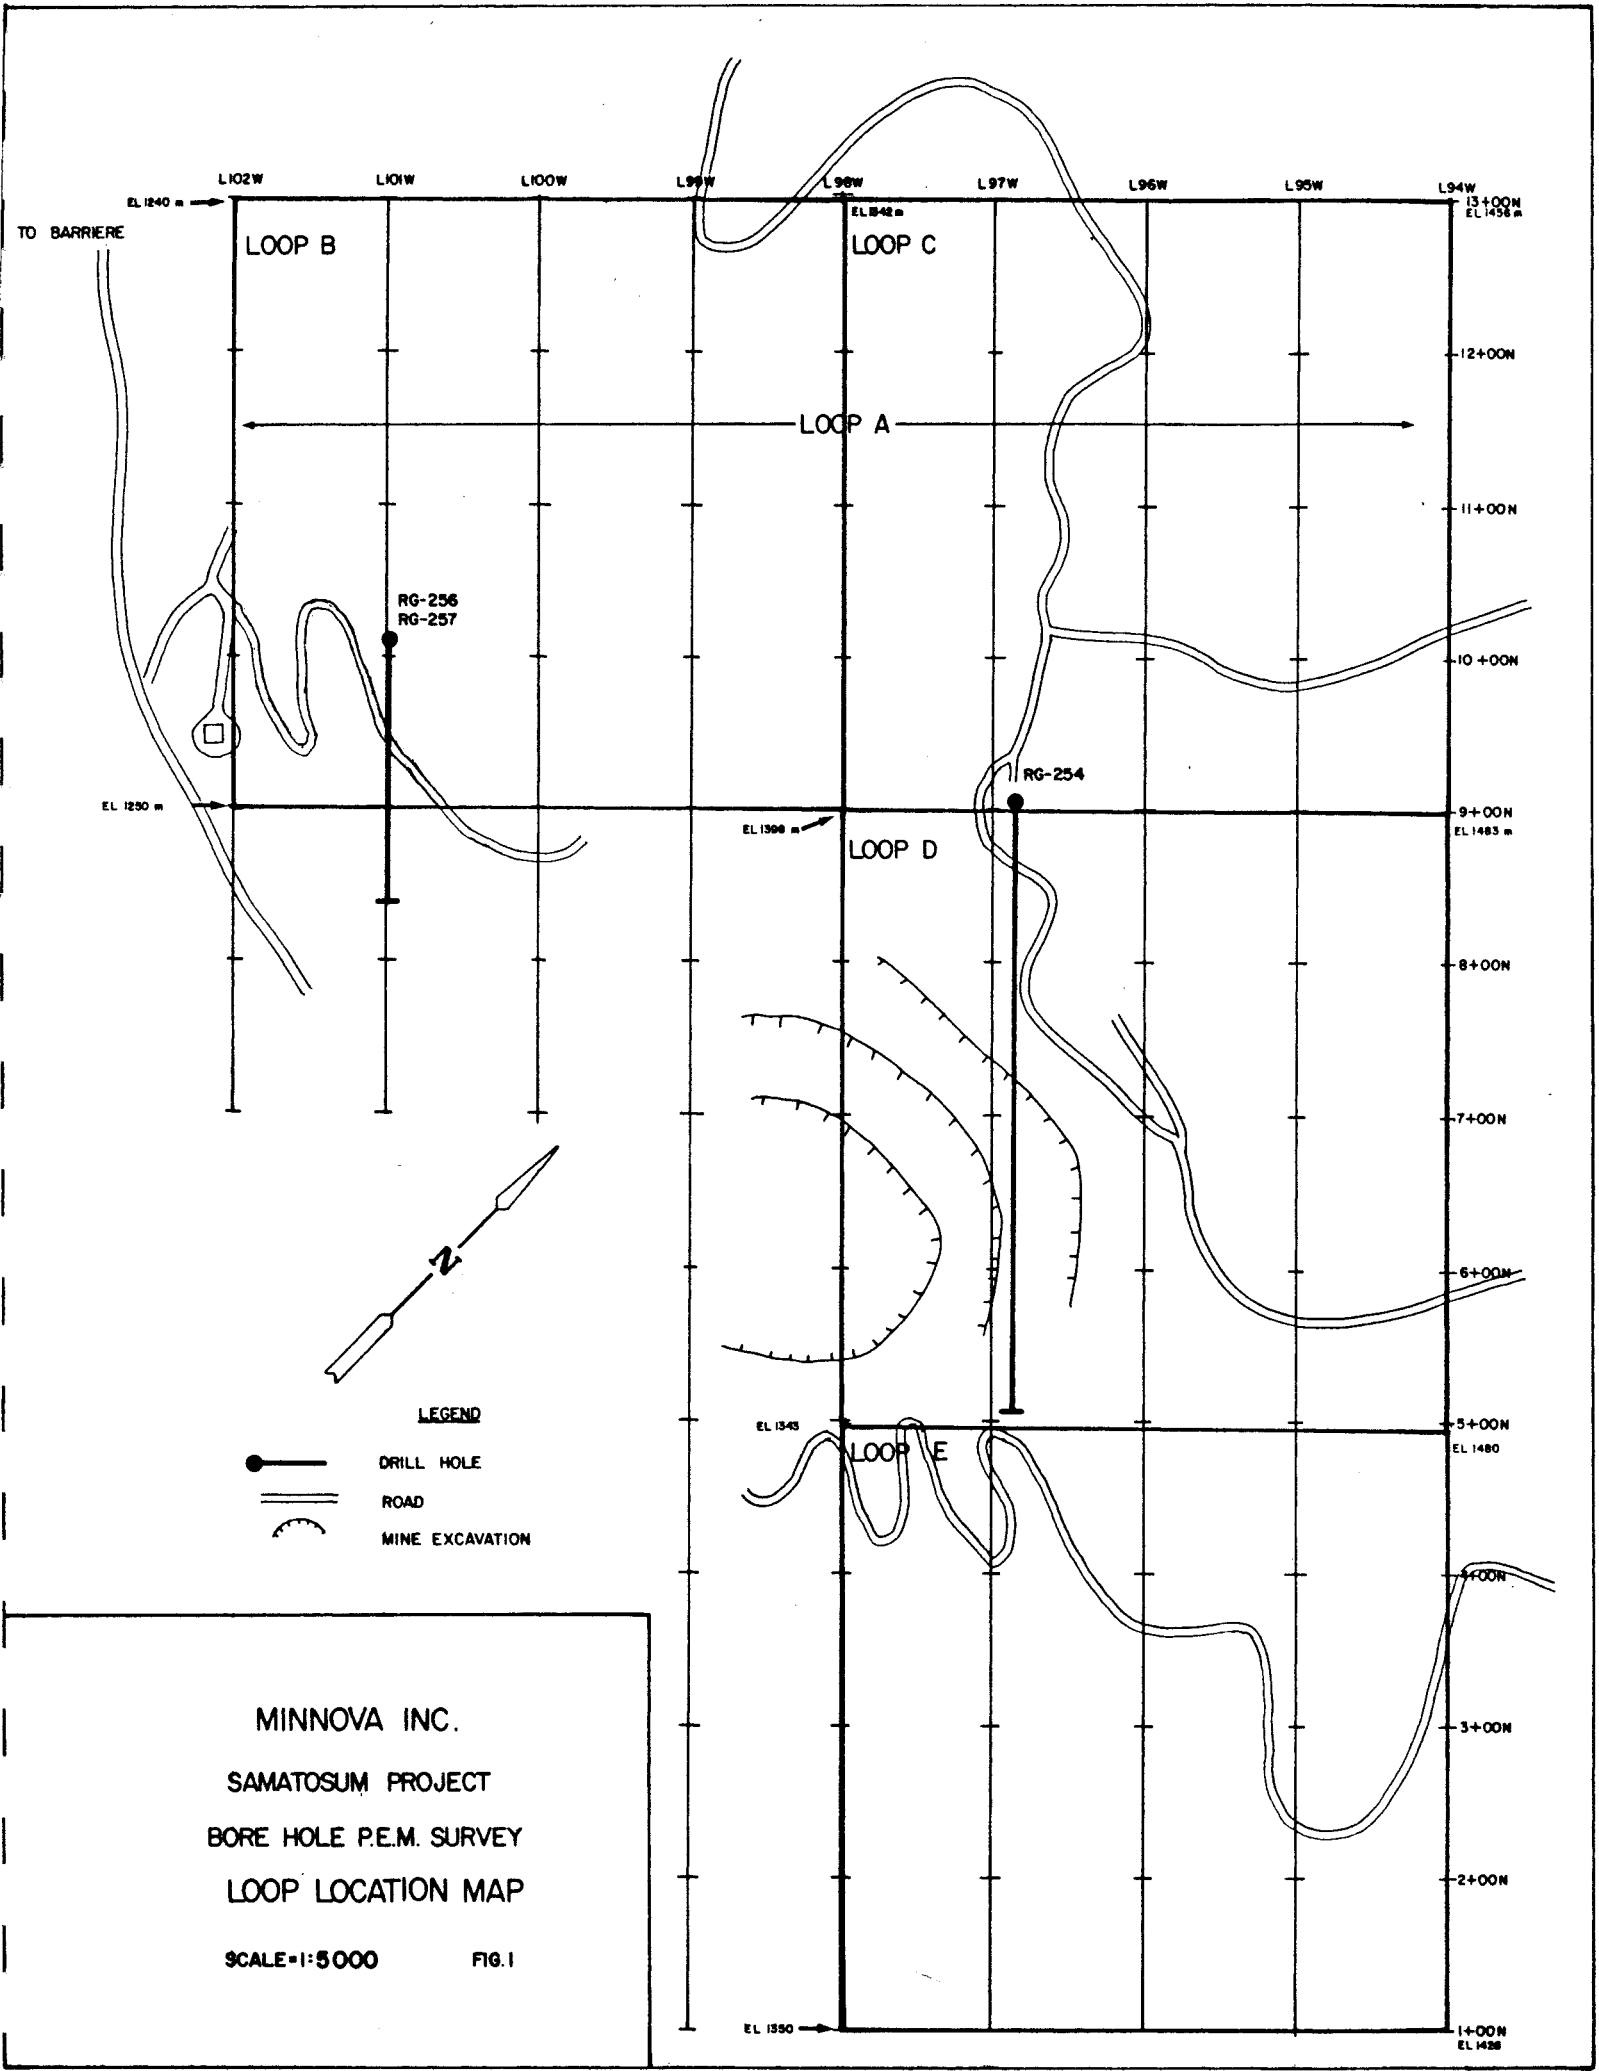 L102W L101W L100W L99W L98W L97W L96W L95W L94W
EL 1240 m
13+00N
EL 1456 m
TO BARRIERE
LOOP B
LOOP C
12+00N
LOOP A
11+00N
RG-256
RG-257
10+00N
RG-254
EL 1250 m
9+00N
EL 1483 m
LOOP D
8+00N
7+00N
N
6+00N
LEGEND
EL 1343
5+00N
EL 1480
LOOP E
DRILL HOLE
ROAD
MINE EXCAVATION
4+00N
MINNOVA INC.
3+00N
SAMATOSUM PROJECT
BORE HOLE P.E.M. SURVEY
LOOP LOCATION MAP
2+00N
SCALE=1:5000 FIG.1
EL 1350
1+00N